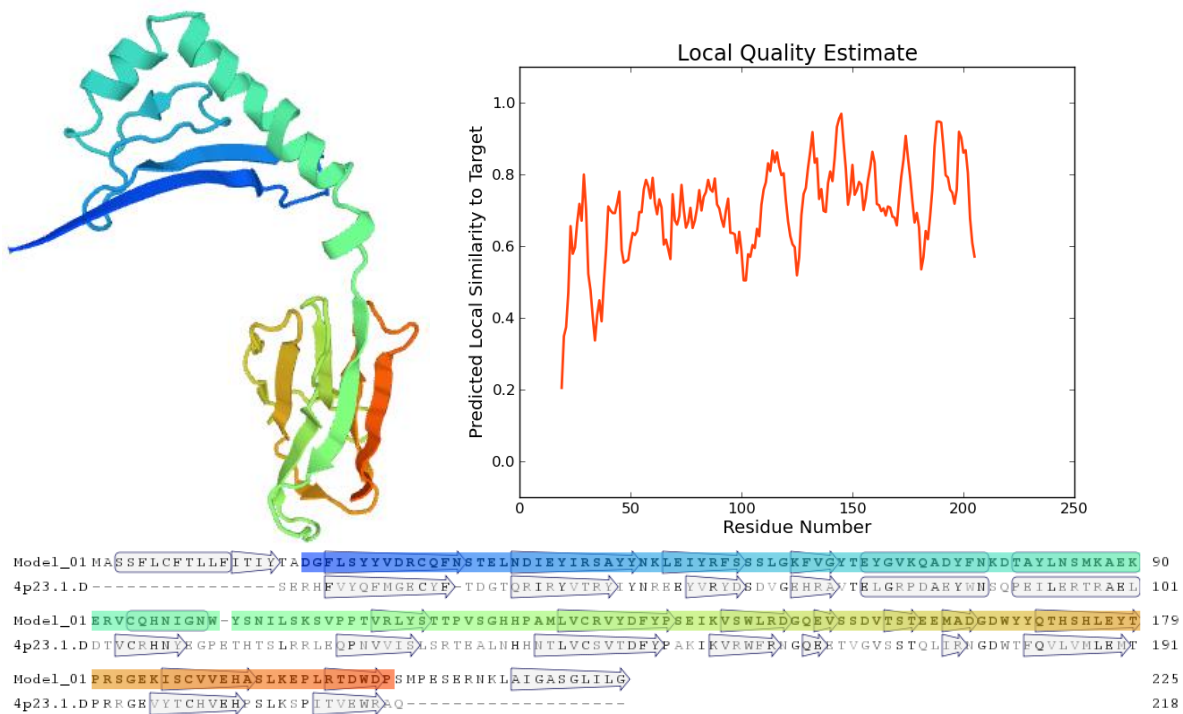 Local Quality Estimate
Predicted Local Similarity to Target
1.0
0.8
0.6
0.4
0.2
0.0
0 50 100 150 200 250
Residue Number
Model_01 MASSFLCFTLLFITIYTADGFLSYYVDRCQFNSTELNDIEYIRSAYYNKLEIYRFSSSLGKFVGYTEYGVKQADYFNKDTAYLNSMKAEK 90
4p23.1.D ----------------SERHFVYQFMGECYF-TDGTQRIRYVTRYIYNREEYVRYDSDVGEHRAVTELGRPDAEYWNSQPEILERTRAEL 101
Model_01 ERVCQHNIGNW-YSNILSKSVPPTVRLYSTTPVSGHHPAMLVCRVYDFYPSEIKVSWLRDGQEVSSDVTSTEEMADGDWYYQTHSHLEYT 179
4p23.1.D DTVCRHNYEGPETHTSLRRLEQPNVVISLSRTEALNHHNTLVCSVTDFYPAKIKVRWFRNGQEETVGVSSTQLIRNGDWTFQVLVMLEMT 191
Model_01 PRSGEKISCVVEHASLKEPLRTDWDPSMPESERNKLAIGASGLILG 225
4p23.1.D PRRGEVYTCHVEHPSLKSPITVEWRAQ------------------- 218